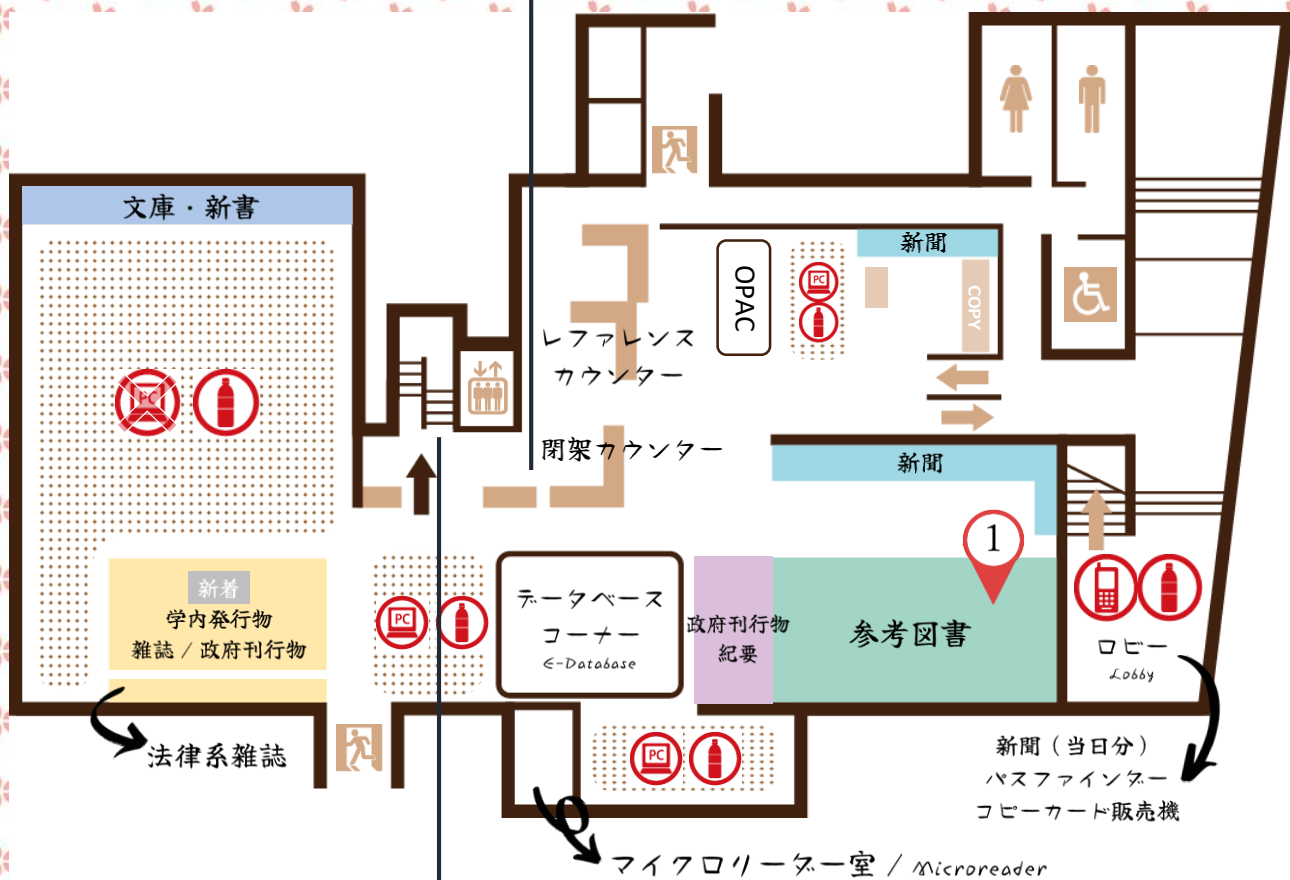 文庫・新書
新聞
OPAC
PC
COPY
レファレンス
カウンター
PC
閉架カウンター
新聞
1
新着
学内発行物
雑誌 / 政府刊行物
PC
データベース
コーナー
E-Database
政府刊行物
紀要
参考図書
ロビー
Lobby
法律系雑誌
PC
新聞（当日分）
パスファインダー
コピーカード販売機
マイクロリーダー室 / Microreader